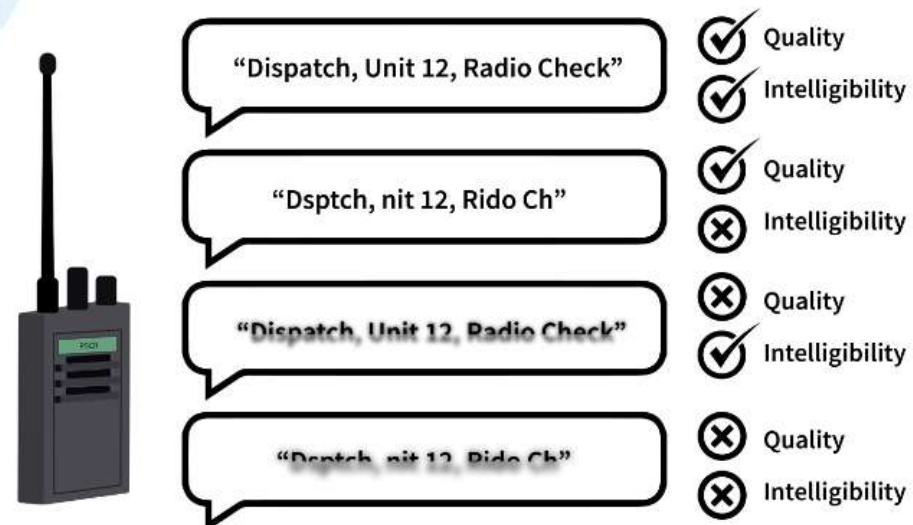 “Dispatch, Unit 12, Radio Check”
Quality
Intelligibility
“Dsptch, nit 12, Rido Ch”
Quality
Intelligibility
“Dispatch, Unit 12, Radio Check”
Quality
Intelligibility
“Dsptch, nit 12, Rido Ch”
Quality
Intelligibility